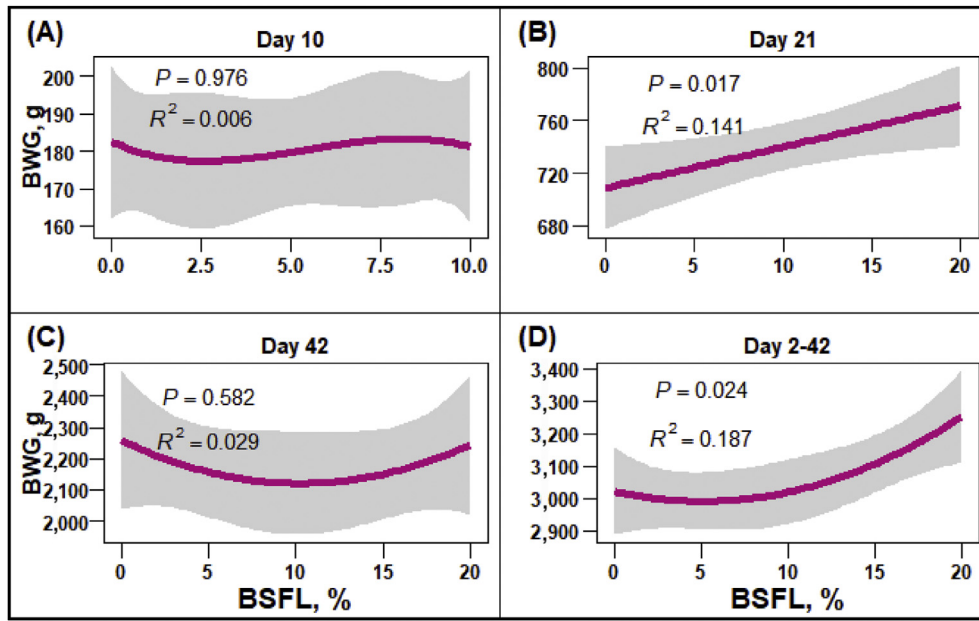 (A) Day 10
P = 0.976
R² = 0.006
BWG, g
200
190
180
170
160
0.0 2.5 5.0 7.5 10.0
(B) Day 21
P = 0.017
R² = 0.141
800
760
720
680
0 5 10 15 20
(C) Day 42
P = 0.582
R² = 0.029
BWG, g
2,500
2,400
2,300
2,200
2,100
2,000
0 5 10 15 20
BSFL, %
(D) Day 2-42
P = 0.024
R² = 0.187
3,400
3,300
3,200
3,100
3,000
2,900
0 5 10 15 20
BSFL, %